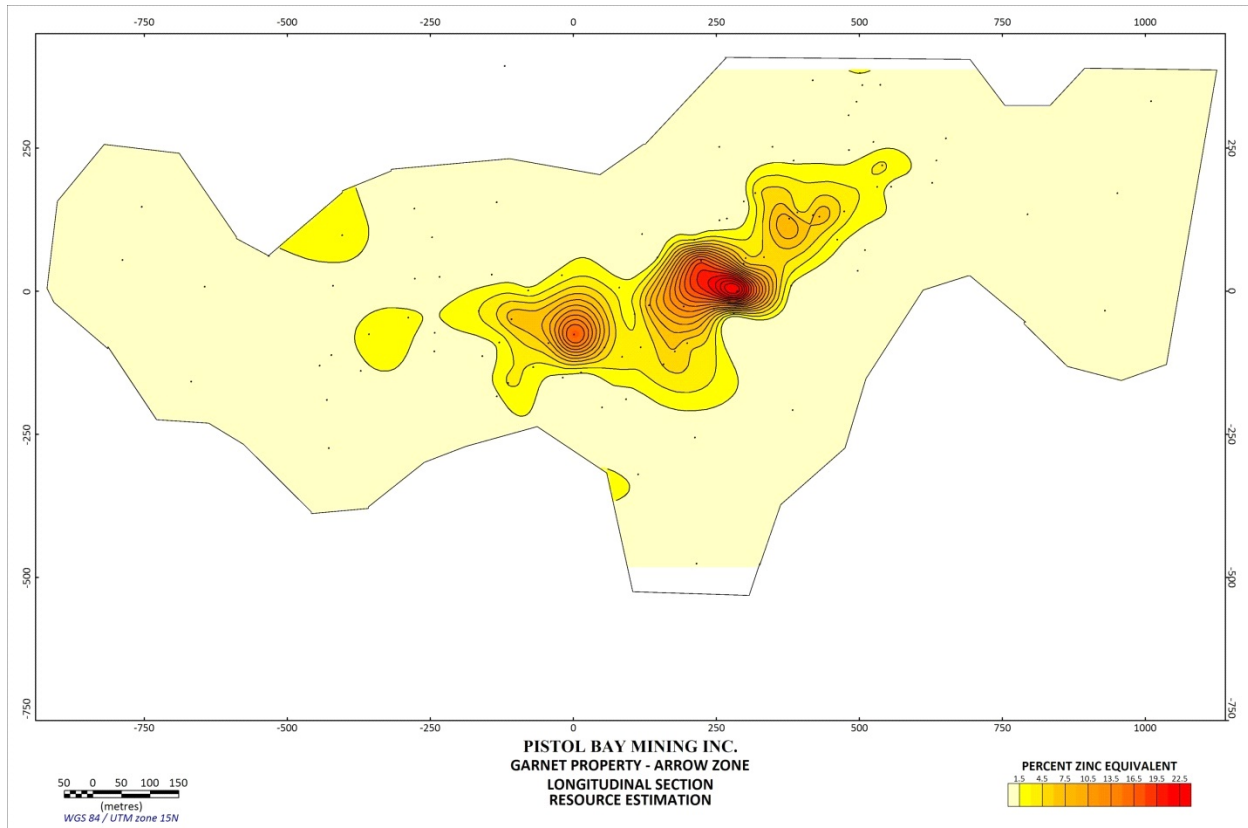 -750 -500 -250 0 250 500 750 1000
250 250
0 0
-250 -250
-500 -500
-750 -750
-750 -500 -250 0 250 500 750 1000
PISTOL BAY MINING INC.
GARNET PROPERTY - ARROW ZONE
LONGITUDINAL SECTION
RESOURCE ESTIMATION
50 0 50 100 150
(metres)
WGS 84 / UTM zone 15N
PERCENT ZINC EQUIVALENT
1.5 4.5 7.5 10.5 13.5 16.5 19.5 22.5